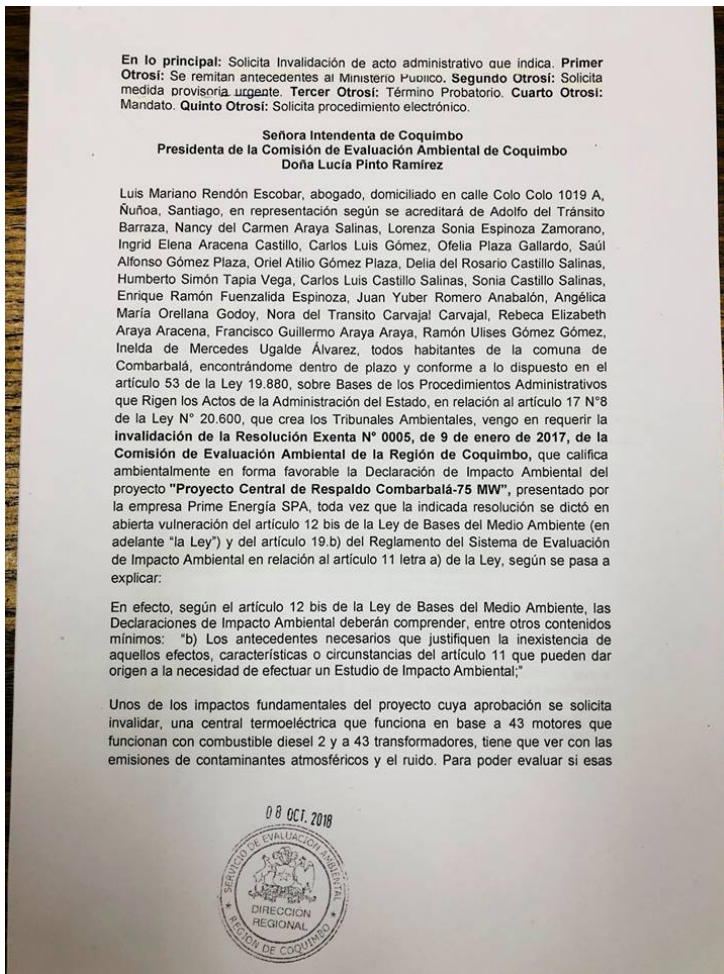 En lo principal: Solicita Invalidación de acto administrativo que indica. Primer
Otrosí: Se remitan antecedentes al Ministerio Público. Segundo Otrosí: Solicita
medida provisoria urgente. Tercer Otrosí: Término Probatorio. Cuarto Otrosí:
Mandato. Quinto Otrosí: Solicita procedimiento electrónico.
Señora Intendenta de Coquimbo
Presidenta de la Comisión de Evaluación Ambiental de Coquimbo
Doña Lucía Pinto Ramírez
Luis Mariano Rendón Escobar, abogado, domiciliado en calle Colo Colo 1019 A,
Ñuñoa, Santiago, en representación según se acreditará de Adolfo del Tránsito
Barraza, Nancy del Carmen Araya Salinas, Lorenza Sonia Espinoza Zamorano,
Ingrid Elena Aracena Castillo, Carlos Luis Gómez, Ofelia Plaza Gallardo, Saúl
Alfonso Gómez Plaza, Oriel Atilio Gómez Plaza, Delia del Rosario Castillo Salinas,
Humberto Simón Tapia Vega, Carlos Luis Castillo Salinas, Sonia Castillo Salinas,
Enrique Ramón Fuenzalida Espinoza, Juan Yuber Romero Anabalón, Angélica
María Orellana Godoy, Nora del Transito Carvajal Carvajal, Rebeca Elizabeth
Araya Aracena, Francisco Guillermo Araya Araya, Ramón Ulises Gómez Gómez,
Inelda de Mercedes Ugalde Álvarez, todos habitantes de la comuna de
Combarbalá, encontrándome dentro de plazo y conforme a lo dispuesto en el
artículo 53 de la Ley 19.880, sobre Bases de los Procedimientos Administrativos
que Rigen los Actos de la Administración del Estado, en relación al artículo 17 N°8
de la Ley N° 20.600, que crea los Tribunales Ambientales, vengo en requerir la
invalidación de la Resolución Exenta N° 0005, de 9 de enero de 2017, de la
Comisión de Evaluación Ambiental de la Región de Coquimbo, que califica
ambientalmente en forma favorable la Declaración de Impacto Ambiental del
proyecto "Proyecto Central de Respaldo Combarbalá-75 MW", presentado por
la empresa Prime Energía SPA, toda vez que la indicada resolución se dictó en
abierta vulneración del artículo 12 bis de la Ley de Bases del Medio Ambiente (en
adelante "la Ley") y del artículo 19.b) del Reglamento del Sistema de Evaluación
de Impacto Ambiental en relación al artículo 11 letra a) de la Ley, según se pasa a
explicar:
En efecto, según el artículo 12 bis de la Ley de Bases del Medio Ambiente, las
Declaraciones de Impacto Ambiental deberán comprender, entre otros contenidos
mínimos: "b) Los antecedentes necesarios que justifiquen la inexistencia de
aquellos efectos, características o circunstancias del artículo 11 que pueden dar
origen a la necesidad de efectuar un Estudio de Impacto Ambiental;"
Unos de los impactos fundamentales del proyecto cuya aprobación se solicita
invalidar, una central termoeléctrica que funciona en base a 43 motores que
funcionan con combustible diesel 2 y a 43 transformadores, tiene que ver con las
emisiones de contaminantes atmosféricos y el ruido. Para poder evaluar si esas
08 OCT. 2018
SERVICIO DE EVALUACION AMBIENTAL
DIRECCION
REGIONAL
REGION DE COQUIMBO